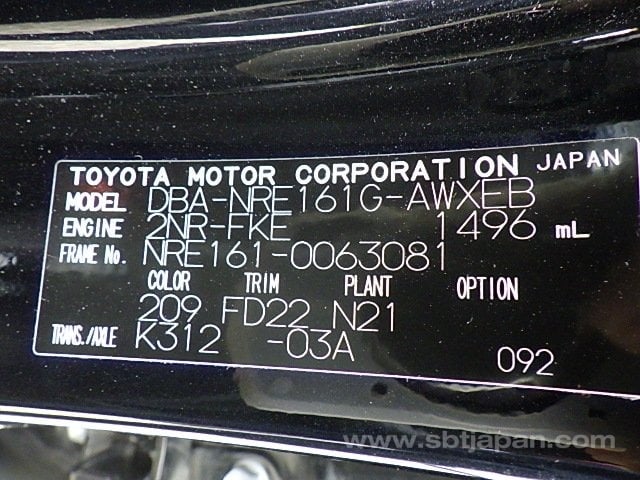 TOYOTA MOTOR CORPORATION JAPAN
MODEL DBA-NRE161G-AWXEB
ENGINE 2NR-FKE 1496 mL
FRAME No. NRE161-0063081
COLOR TRIM PLANT OPTION
209 FD22 N21
TRANS./AXLE K312 -03A
092
www.sbtjapan.com